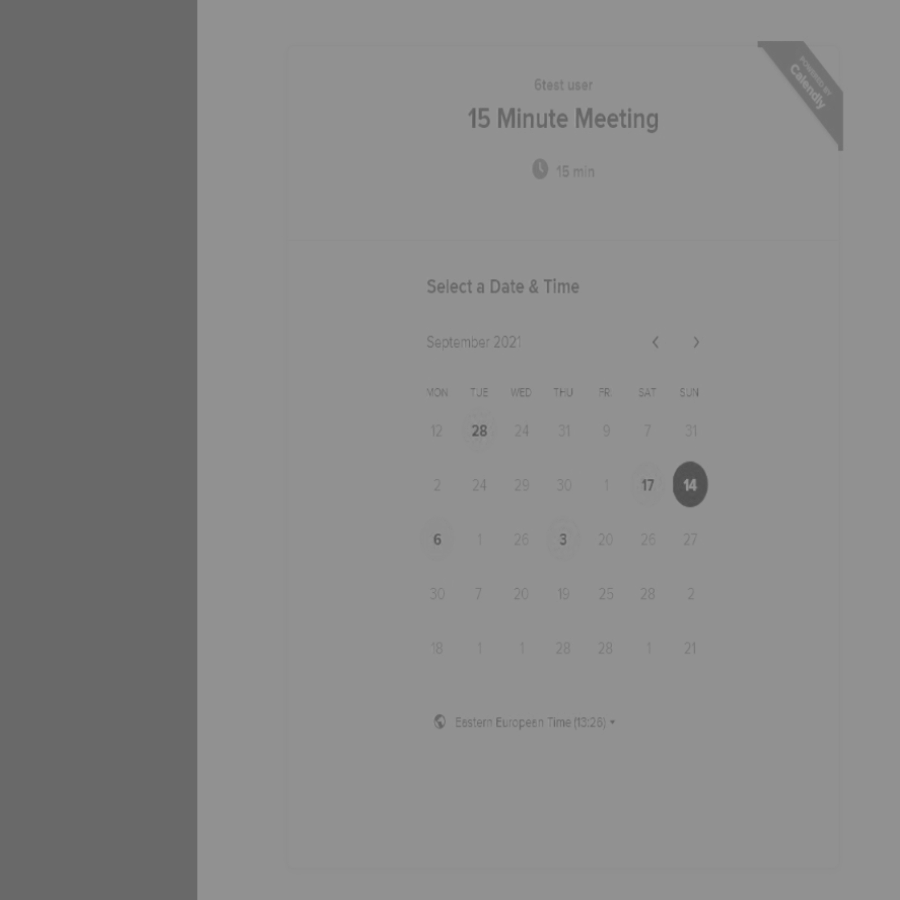 POWERED BY
Calendly
6test user
15 Minute Meeting
15 min
Select a Date & Time
September 2021
MON TUE WED THU FRI SAT SUN
12 28 24 31 9 7 31
2 24 29 30 1 17 14
6 1 26 3 20 26 27
30 7 20 19 25 28 2
18 1 1 28 28 1 21
Eastern European Time (13:26)